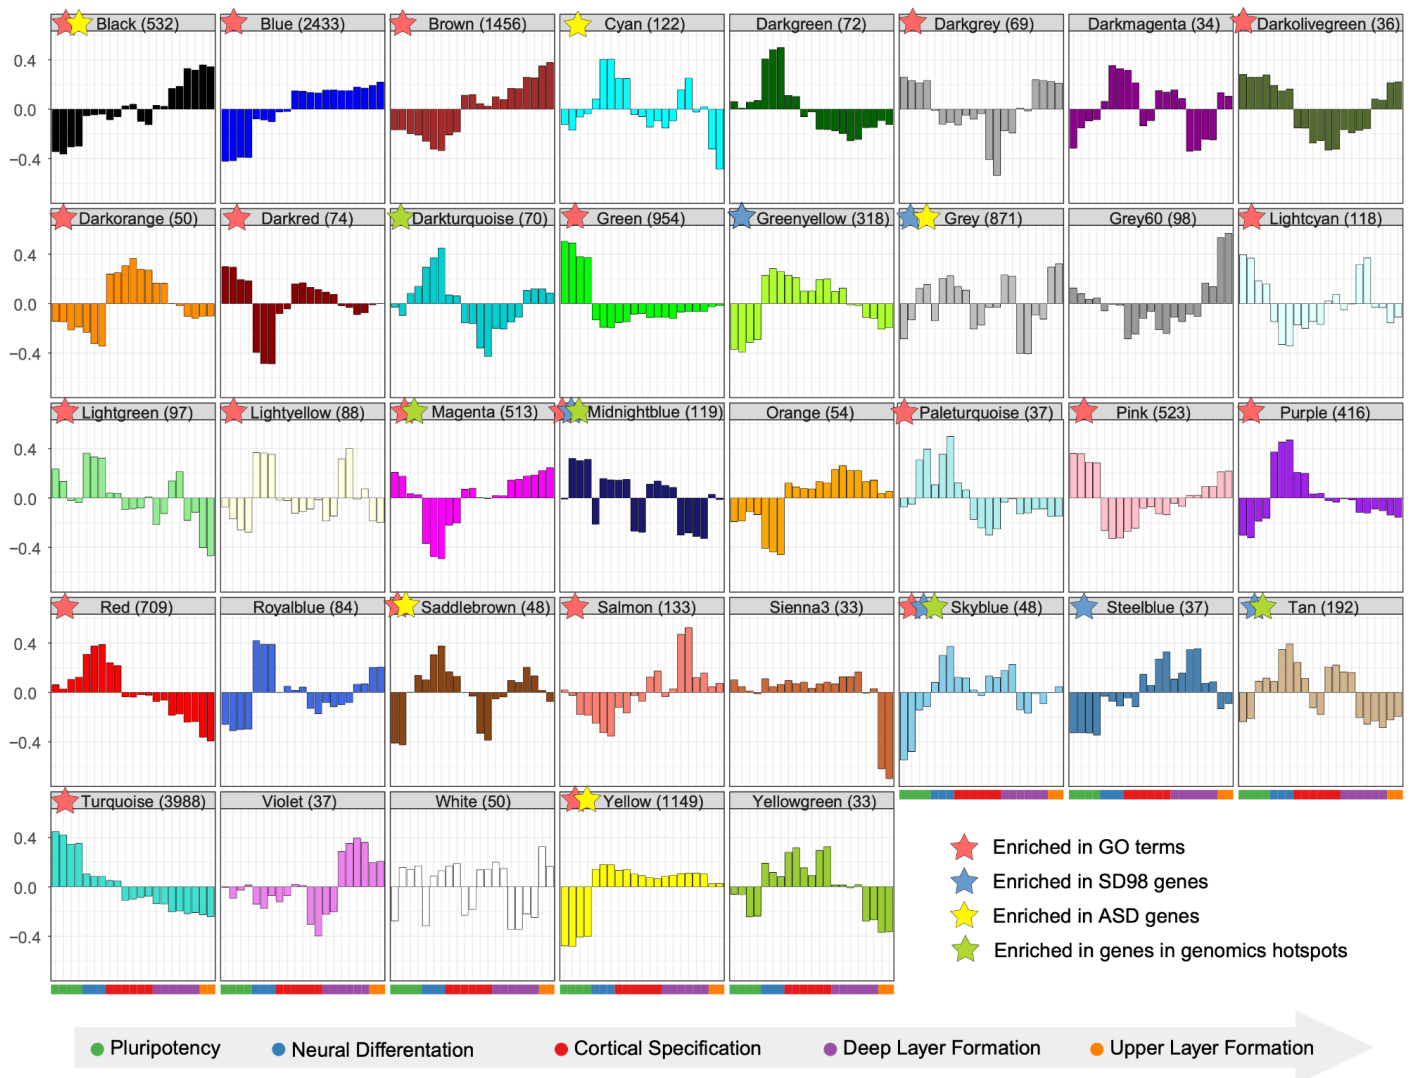 Black (532) Blue (2433) Brown (1456) Cyan (122) Darkgreen (72) Darkgrey (69) Darkmagenta (34) Darkolivegreen (36)
0.4
0.0
−0.4
Darkorange (50) Darkred (74) Darkturquoise (70) Green (954) Greenyellow (318) Grey (871) Grey60 (98) Lightcyan (118)
0.4
0.0
−0.4
Lightgreen (97) Lightyellow (88) Magenta (513) Midnightblue (119) Orange (54) Paleturquoise (37) Pink (523) Purple (416)
0.4
0.0
−0.4
Red (709) Royalblue (84) Saddlebrown (48) Salmon (133) Sienna3 (33) Skyblue (48) Steelblue (37) Tan (192)
0.4
0.0
−0.4
Turquoise (3988) Violet (37) White (50) Yellow (1149) Yellowgreen (33)
0.4
0.0
−0.4
Enriched in GO terms
Enriched in SD98 genes
Enriched in ASD genes
Enriched in genes in genomics hotspots
Pluripotency Neural Differentation Cortical Specification Deep Layer Formation Upper Layer Formation